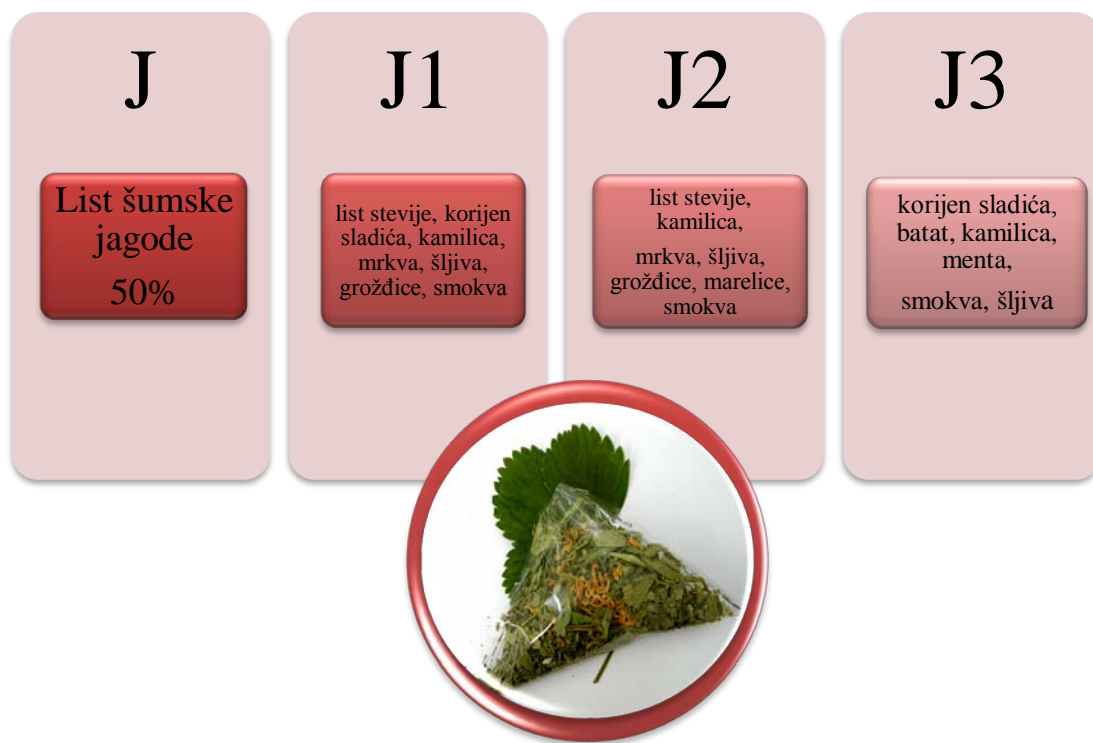 J
List šumske
jagode
50%
J1
list stevije, korijen
sladića, kamilica,
mrkva, šljiva,
grožđice, smokva
J2
list stevije,
kamilica,
mrkva, šljiva,
grožđice, marelice,
smokva
J3
korijen sladića,
batat, kamilica,
menta,
smokva, šljiva